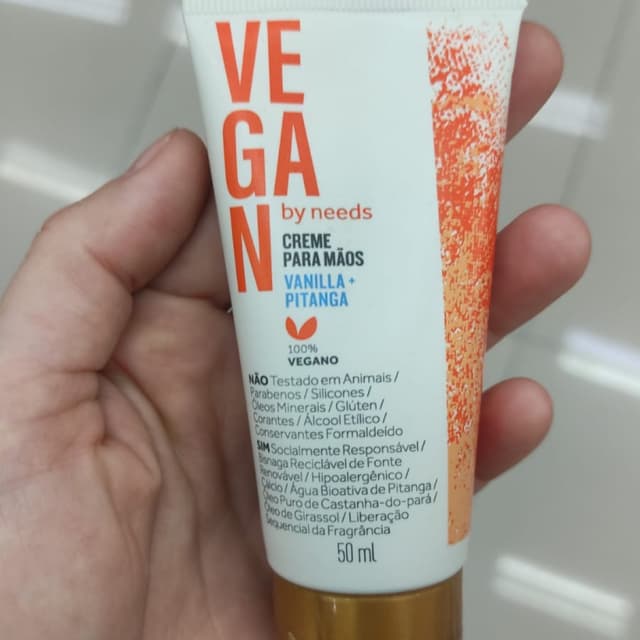 VE
GA
N
by needs
CREME
PARA MÃOS
VANILLA +
PITANGA
100%
VEGANO
NÃO Testado em Animais /
Parabenos / Silicones /
Óleos Minerais / Glúten /
Corantes / Álcool Etílico /
Conservantes Formaldeído
SIM Socialmente Responsável /
Bisnaga Reciclável de Fonte
Renovável / Hipoalergênico /
Cálcio / Água Bioativa de Pitanga /
Óleo Puro de Castanha-do-pará /
Óleo de Girassol / Liberação
Sequencial da Fragrância
50 ml